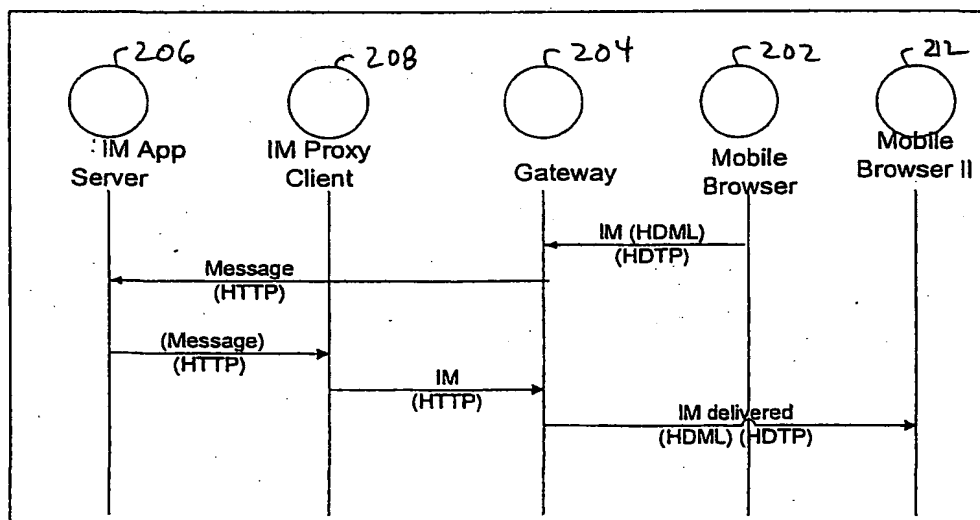 206
208
204
202
212
IM App
Server
IM Proxy
Client
Gateway
Mobile
Browser
Mobile
Browser II
IM (HDML)
(HDTP)
Message
(HTTP)
(Message)
(HTTP)
IM
(HTTP)
IM delivered
(HDML) (HDTP)